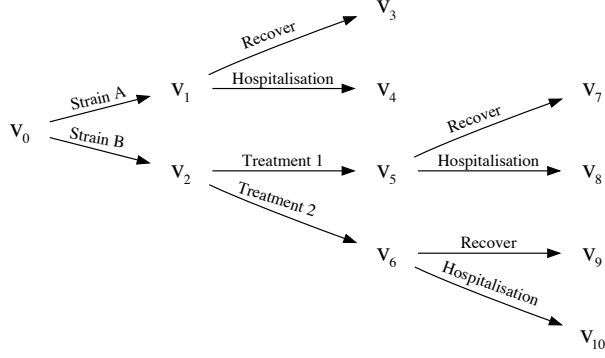 V3
Recover
Strain A
V1
Hospitalisation
V4
V7
V0
Recover
Strain B
V2
Treatment 1
V5
Hospitalisation
V8
Treatment 2
V6
Recover
V9
Hospitalisation
V10